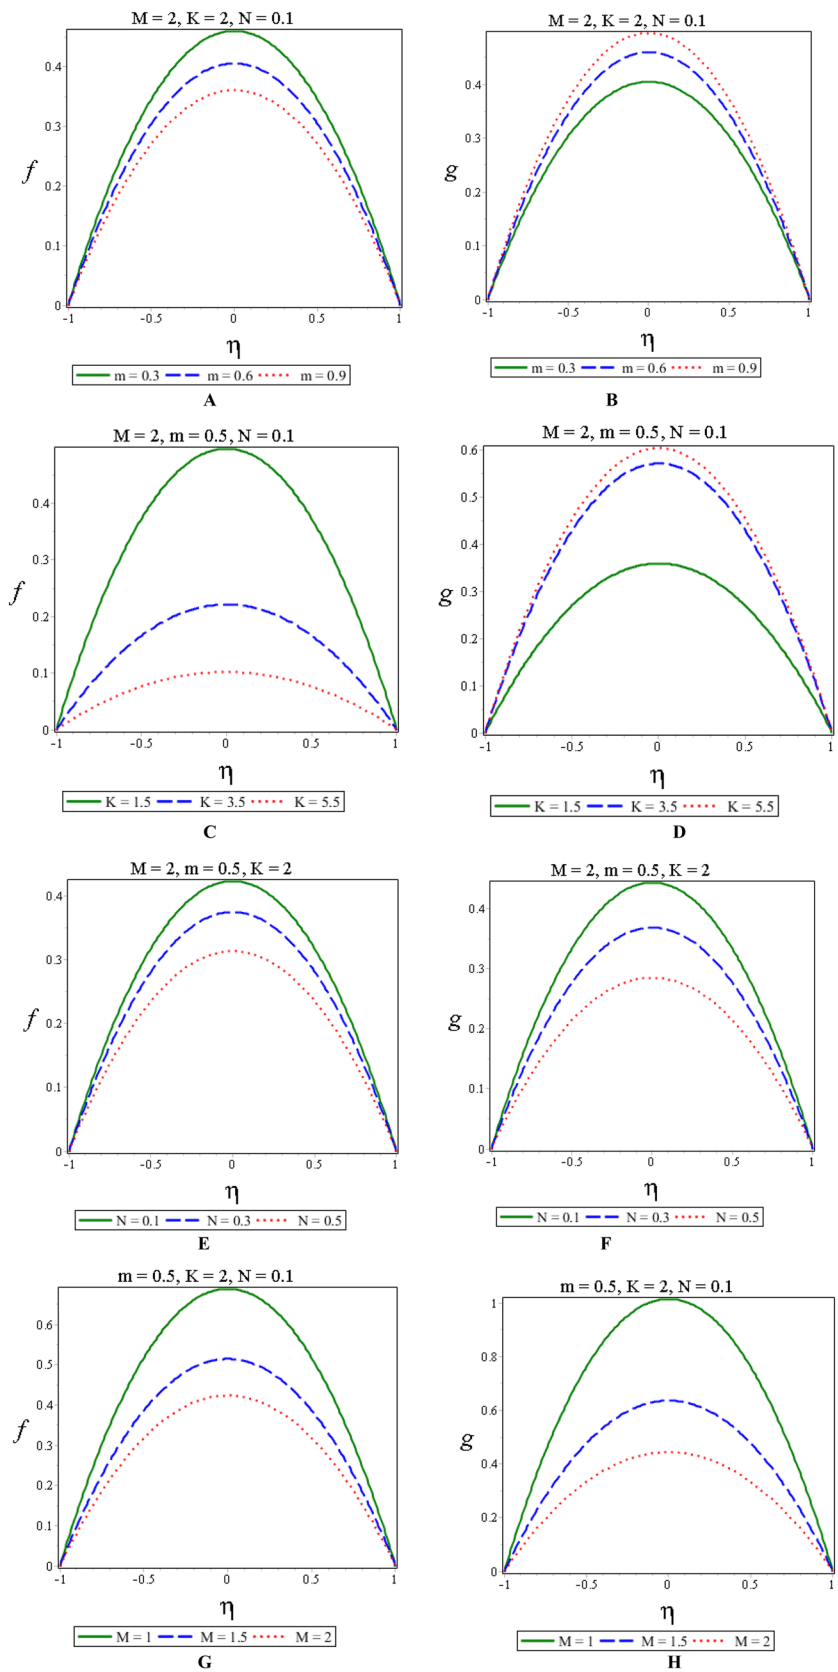 M = 2, K = 2, N = 0.1
0.4
0.3
f
0.2
0.1
0
-1 -0.5 0 0.5 1
η
m = 0.3 m = 0.6 m = 0.9
A
M = 2, K = 2, N = 0.1
0.4
0.3
g
0.2
0.1
0
-1 -0.5 0 0.5 1
η
m = 0.3 m = 0.6 m = 0.9
B
M = 2, m = 0.5, N = 0.1
0.4
0.3
f
0.2
0.1
0
-1 -0.5 0 0.5 1
η
K = 1.5 K = 3.5 K = 5.5
C
M = 2, m = 0.5, N = 0.1
0.6
0.5
0.4
g
0.3
0.2
0.1
0
-1 -0.5 0 0.5 1
η
K = 1.5 K = 3.5 K = 5.5
D
M = 2, m = 0.5, K = 2
0.4
0.3
f
0.2
0.1
0
-1 -0.5 0 0.5 1
η
N = 0.1 N = 0.3 N = 0.5
E
M = 2, m = 0.5, K = 2
0.4
0.3
g
0.2
0.1
0
-1 -0.5 0 0.5 1
η
N = 0.1 N = 0.3 N = 0.5
F
m = 0.5, K = 2, N = 0.1
0.6
0.5
0.4
f
0.3
0.2
0.1
0
-1 -0.5 0 0.5 1
η
M = 1 M = 1.5 M = 2
G
m = 0.5, K = 2, N = 0.1
1
0.8
0.6
g
0.4
0.2
0
-1 -0.5 0 0.5 1
η
M = 1 M = 1.5 M = 2
H